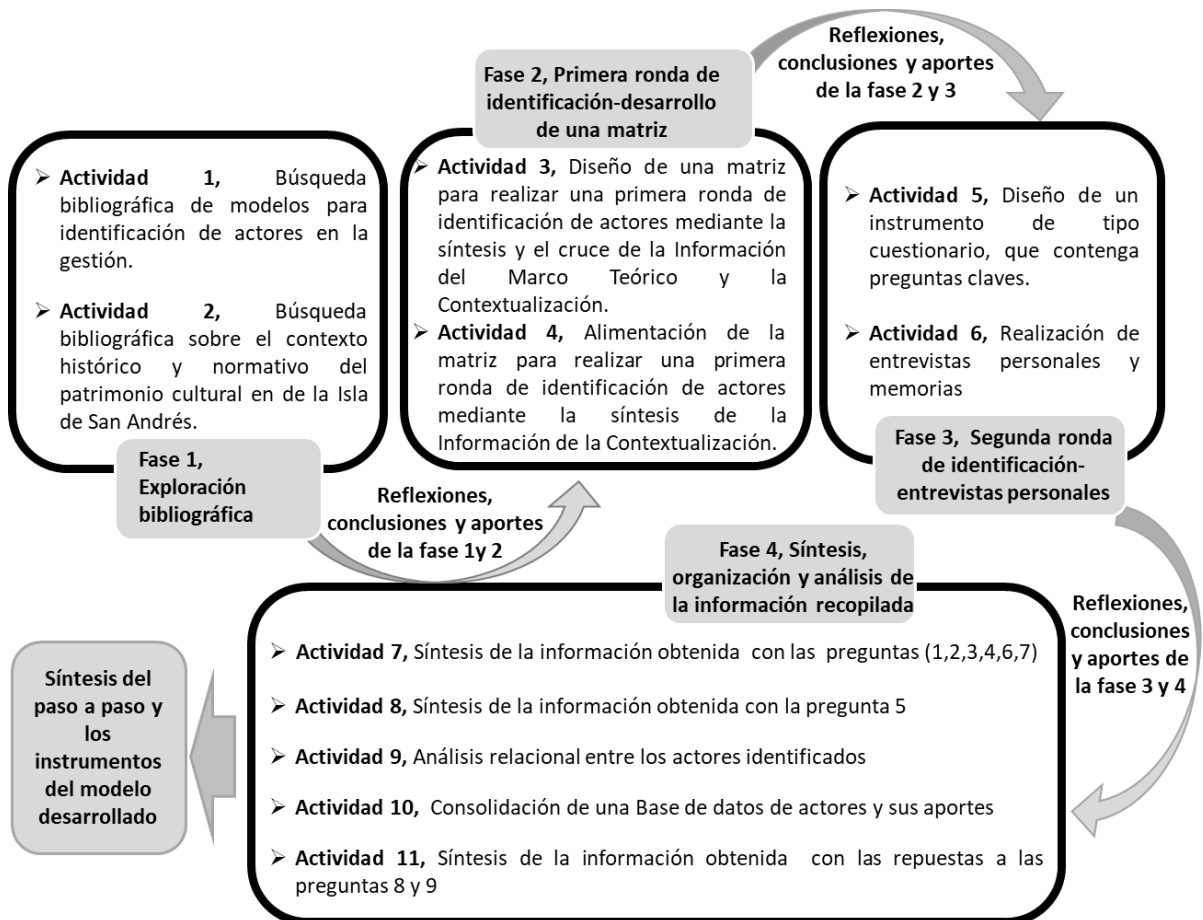 Fase 1,
Exploración
bibliográfica
➢ Actividad 1, Búsqueda
bibliográfica de modelos para
identificación de actores en la
gestión.
➢ Actividad 2, Búsqueda
bibliográfica sobre el contexto
histórico y normativo del
patrimonio cultural en de la Isla
de San Andrés.
Reflexiones,
conclusiones y aportes
de la fase 1y 2
Fase 2, Primera ronda de
identificación-desarrollo
de una matriz
➢ Actividad 3, Diseño de una matriz
para realizar una primera ronda de
identificación de actores mediante la
síntesis y el cruce de la Información
del Marco Teórico y la
Contextualización.
➢ Actividad 4, Alimentación de la
matriz para realizar una primera
ronda de identificación de actores
mediante la síntesis de la
Información de la Contextualización.
Reflexiones,
conclusiones y aportes
de la fase 2 y 3
➢ Actividad 5, Diseño de un
instrumento de tipo
cuestionario, que contenga
preguntas claves.
➢ Actividad 6, Realización de
entrevistas personales y
memorias
Fase 3, Segunda ronda
de identificación-
entrevistas personales
Reflexiones,
conclusiones
y aportes de
la fase 3 y 4
Fase 4, Síntesis,
organización y análisis de
la información recopilada
➢ Actividad 7, Síntesis de la información obtenida con las preguntas (1,2,3,4,6,7)
➢ Actividad 8, Síntesis de la información obtenida con la pregunta 5
➢ Actividad 9, Análisis relacional entre los actores identificados
➢ Actividad 10, Consolidación de una Base de datos de actores y sus aportes
➢ Actividad 11, Síntesis de la información obtenida con las repuestas a las
preguntas 8 y 9
Síntesis del
paso a paso y
los
instrumentos
del modelo
desarrollado